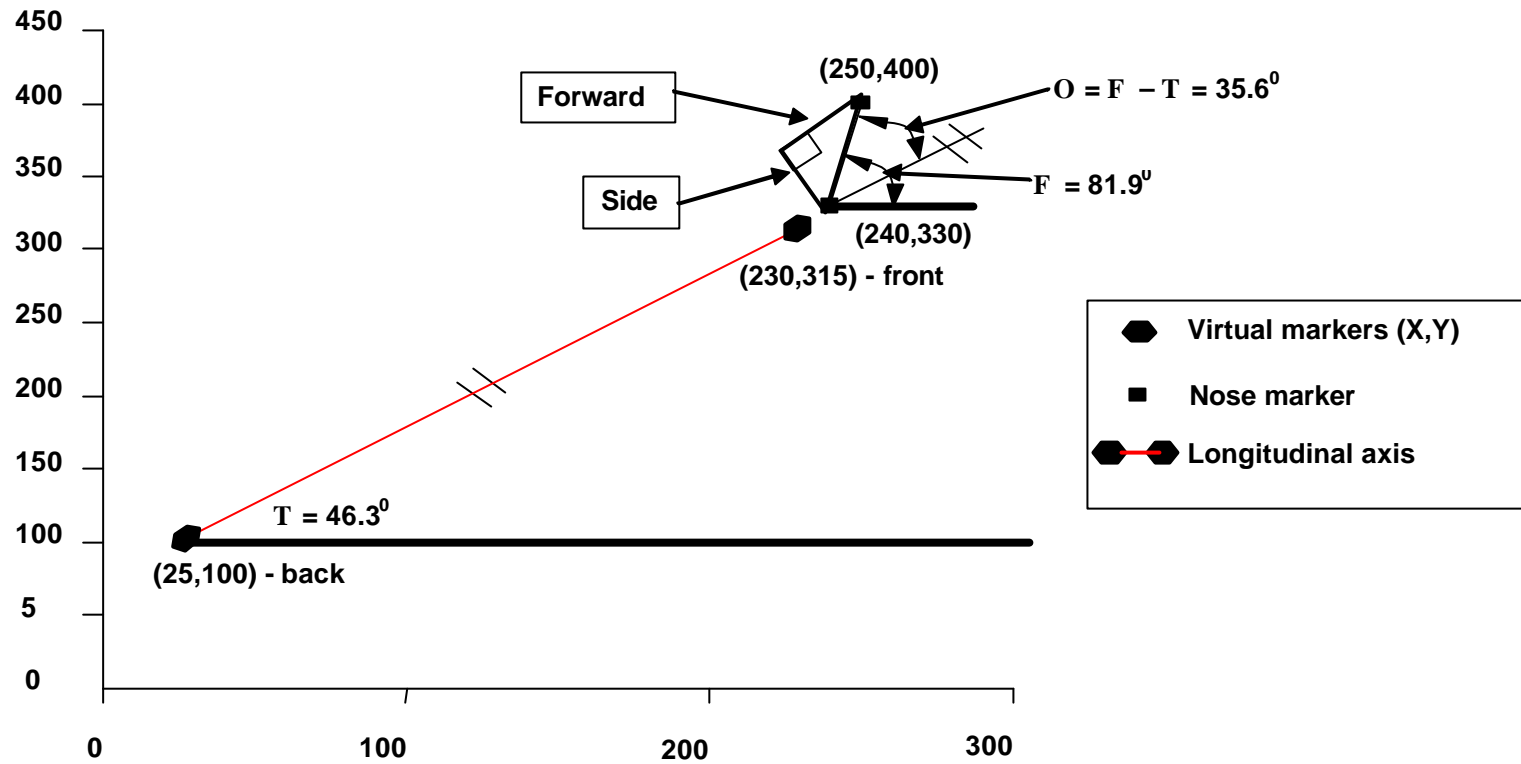 450
400
350
300
250
200
150
100
5
0
0
100
200
300
Forward
Side
(250,400)
O = F − T = 35.6⁰
F = 81.9⁰
(240,330)
(230,315) - front
T = 46.3⁰
(25,100) - back
Virtual markers (X,Y)
Nose marker
Longitudinal axis